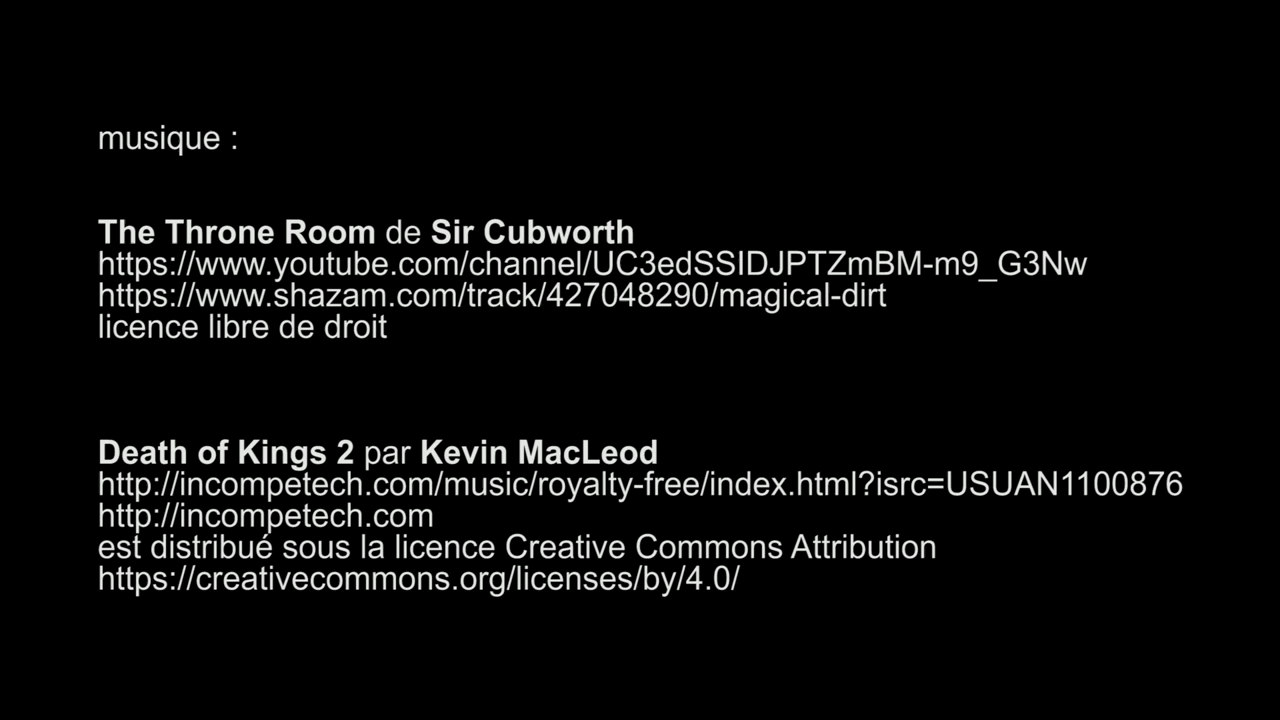 musique :
The Throne Room de Sir Cubworth
https://www.youtube.com/channel/UC3edSSIDJPTZmBM-m9_G3Nw
https://www.shazam.com/track/427048290/magical-dirt
licence libre de droit
Death of Kings 2 par Kevin MacLeod
http://incompetech.com/music/royalty-free/index.html?isrc=USUAN1100876
http://incompetech.com
est distribué sous la licence Creative Commons Attribution
https://creativecommons.org/licenses/by/4.0/